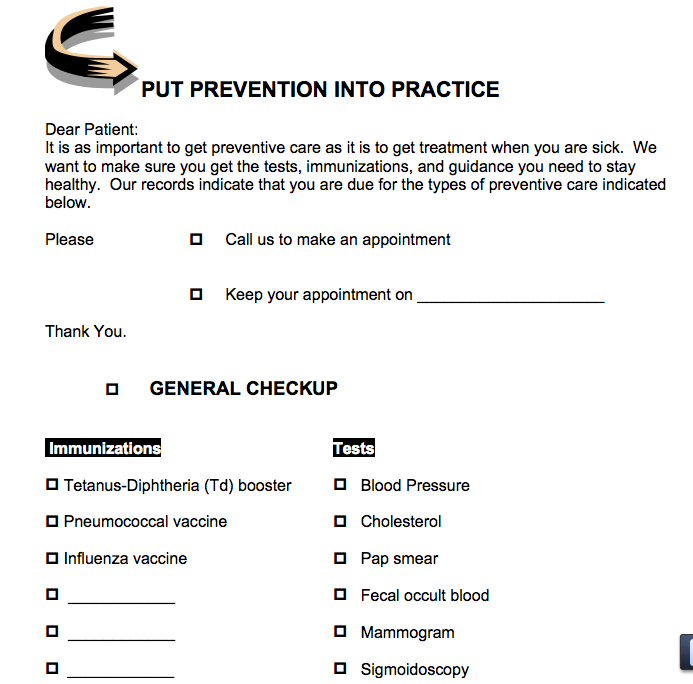 PUT PREVENTION INTO PRACTICE
Dear Patient:
It is as important to get preventive care as it is to get treatment when you are sick.  We
want to make sure you get the tests, immunizations, and guidance you need to stay
healthy.  Our records indicate that you are due for the types of preventive care indicated
below.
Please ☐ Call us to make an appointment
☐ Keep your appointment on _____________________
Thank You.
☐ GENERAL CHECKUP
Immunizations
☐ Tetanus-Diphtheria (Td) booster
☐ Pneumococcal vaccine
☐ Influenza vaccine
☐ ____________
☐ ____________
☐ ____________
Tests
☐ Blood Pressure
☐ Cholesterol
☐ Pap smear
☐ Fecal occult blood
☐ Mammogram
☐ Sigmoidoscopy